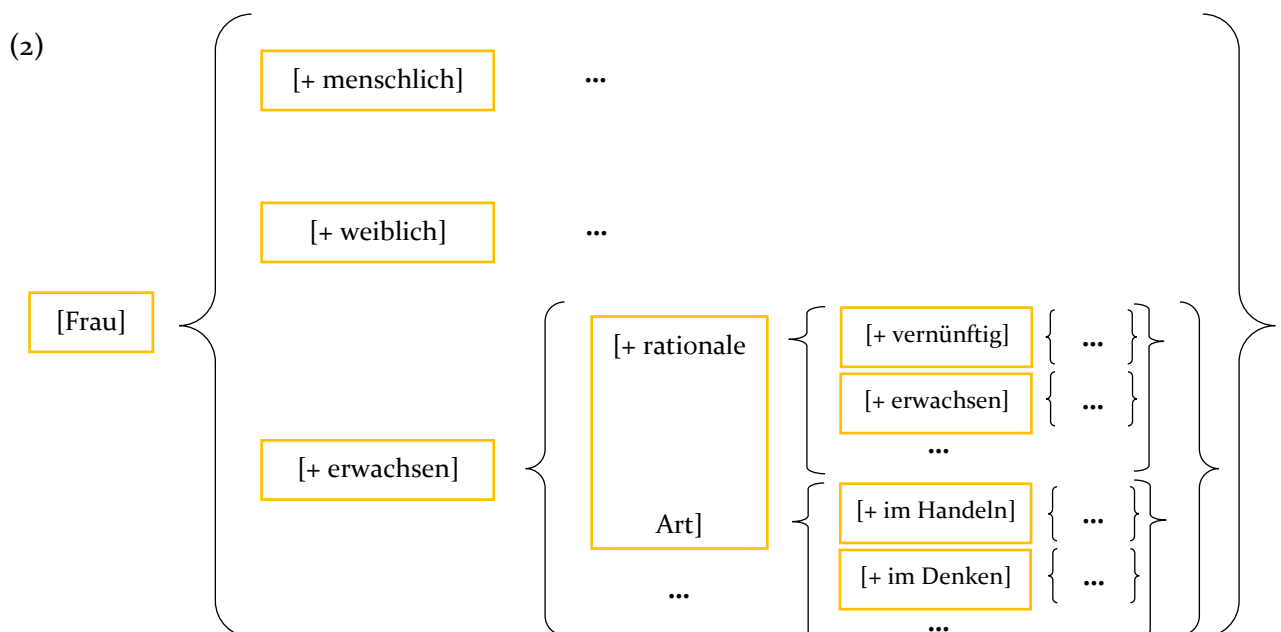 (2)
[+ menschlich] ...
[+ weiblich] ...
[Frau]
[+ rationale
Art]
[+ vernünftig] ...
[+ erwachsen] ...
...
[+ erwachsen]
[+ im Handeln] ...
[+ im Denken] ...
...
...